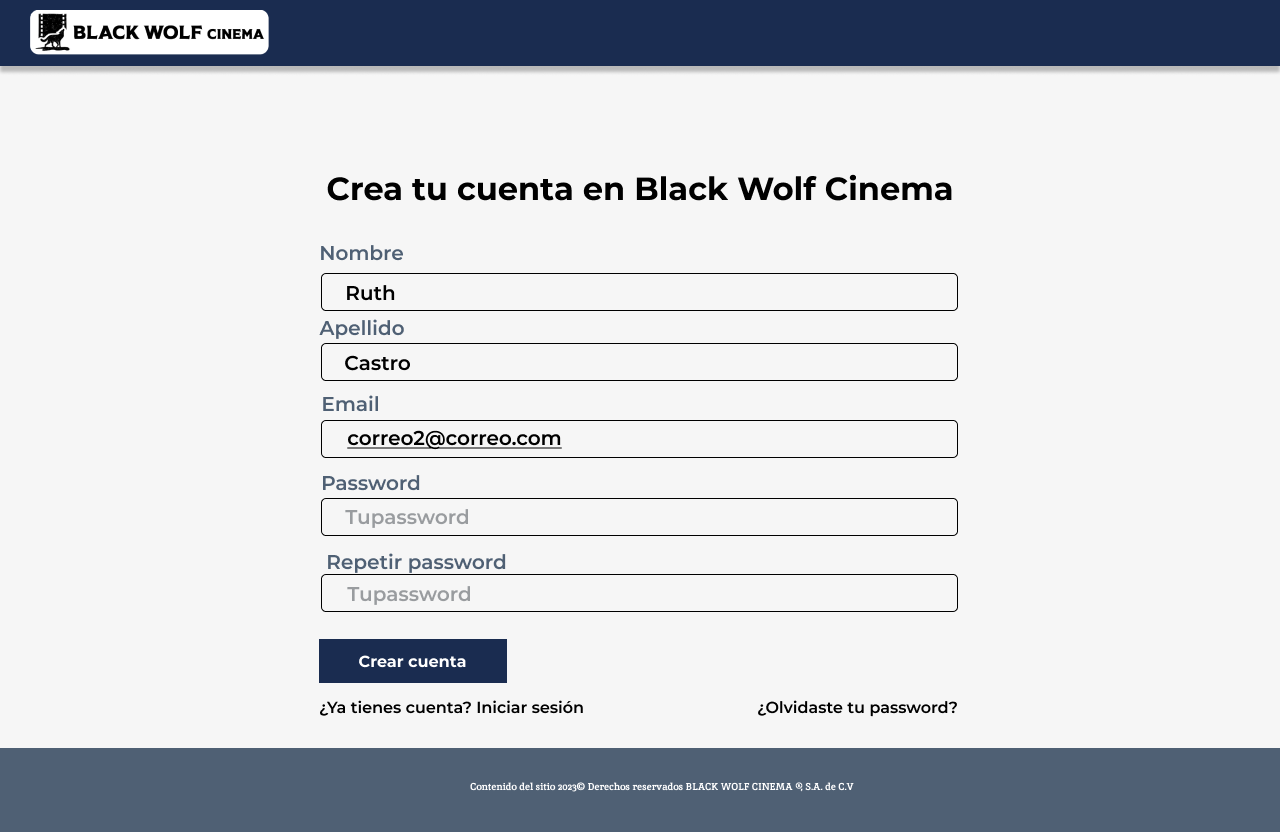 BLACK WOLF CINEMA
Crea tu cuenta en Black Wolf Cinema
Nombre
Ruth
Apellido
Castro
Email
correo2@correo.com
Password
Tupassword
Repetir password
Tupassword
Crear cuenta
¿Ya tienes cuenta? Iniciar sesión ¿Olvidaste tu password?
Contenido del sitio 2023© Derechos reservados BLACK WOLF CINEMA ®, S.A. de C.V